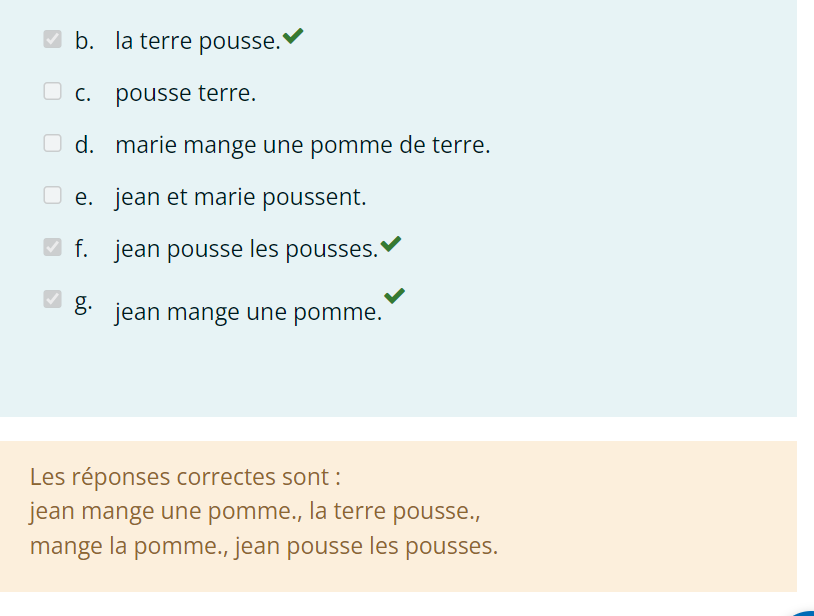 b. la terre pousse.
c. pousse terre.
d. marie mange une pomme de terre.
e. jean et marie poussent.
f. jean pousse les pousses.
g. jean mange une pomme.
Les réponses correctes sont :
jean mange une pomme., la terre pousse.,
mange la pomme., jean pousse les pousses.